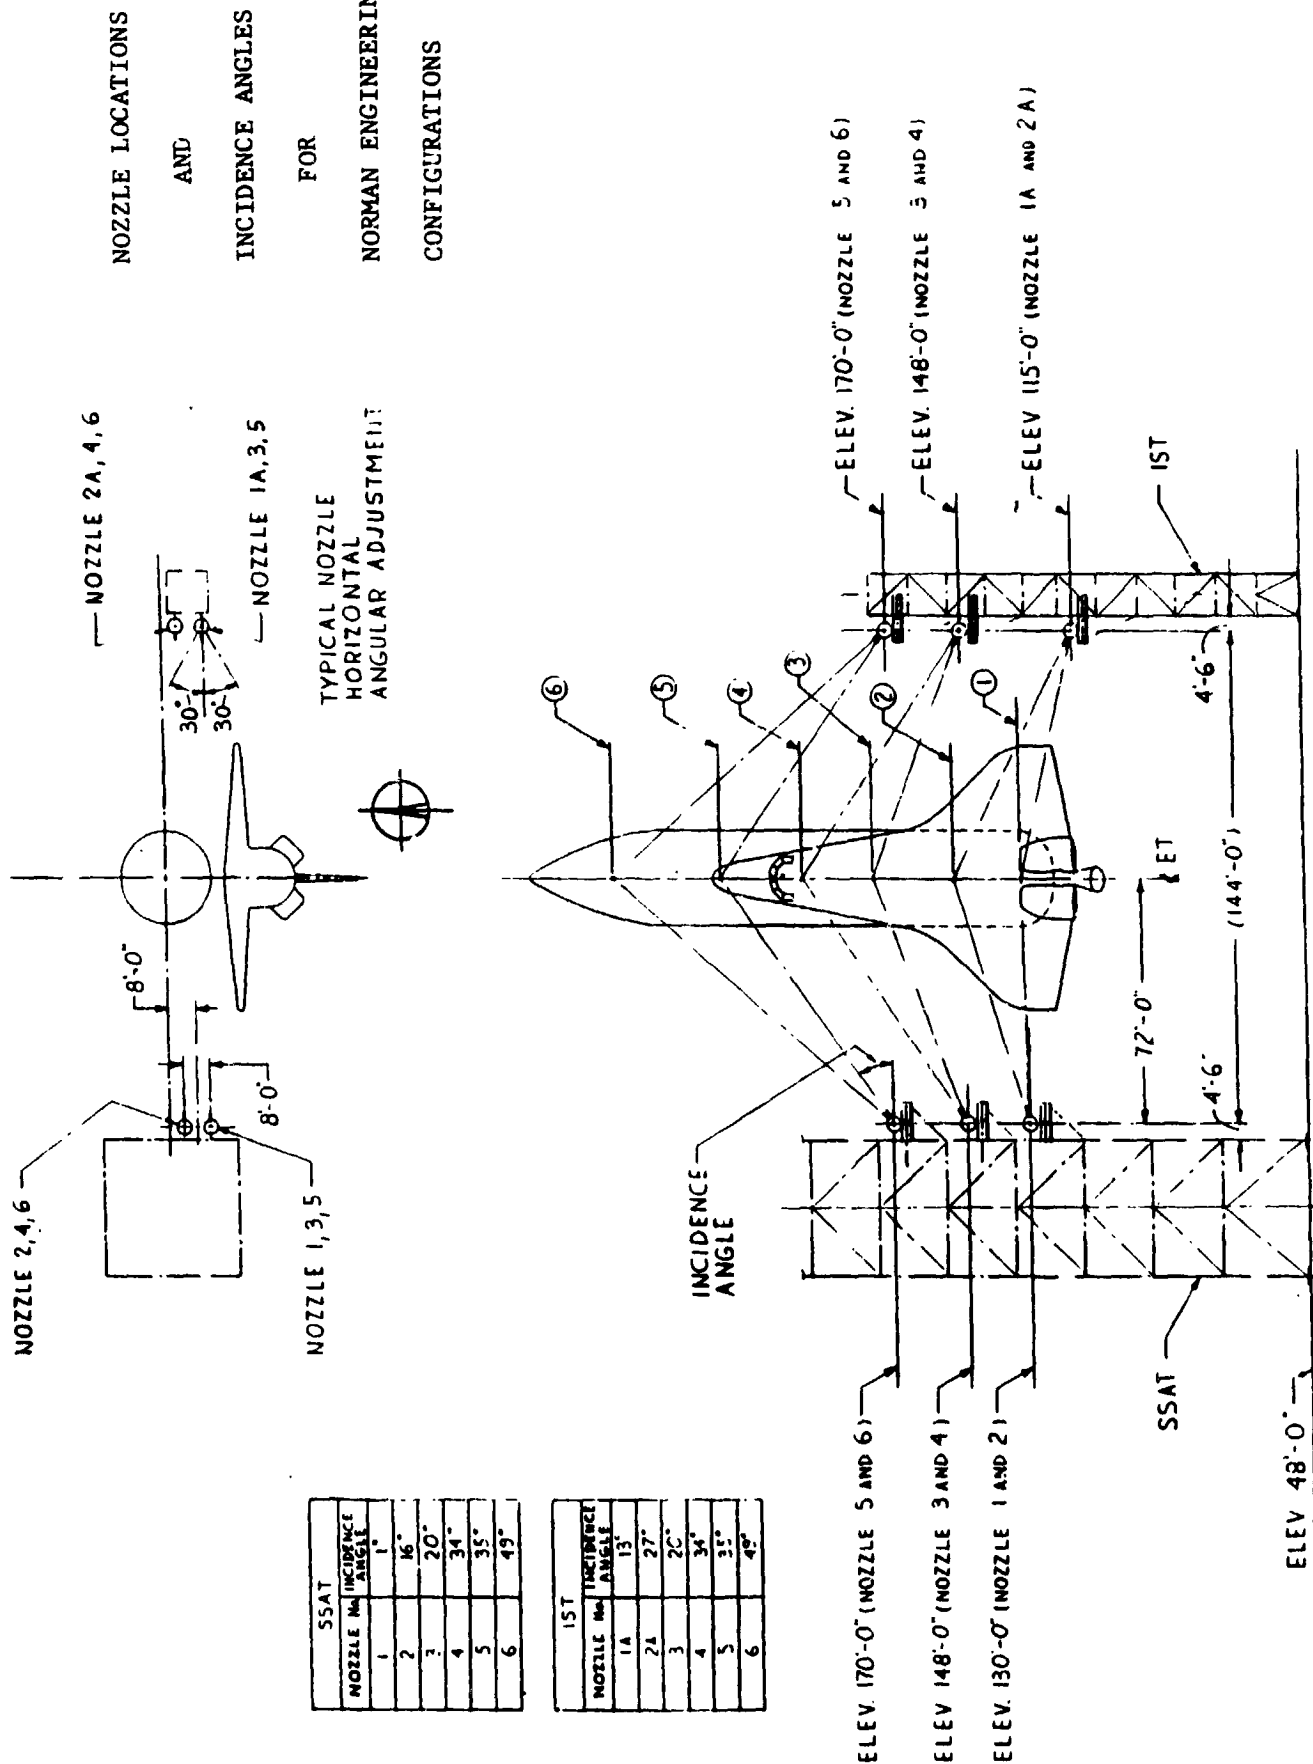 NOZZLE LOCATIONS
AND
INCIDENCE ANGLES
FOR
NORMAN ENGINEERIN
CONFIGURATIONS
NOZZLE 2,4,6
NOZZLE 1,3,5
8'-0"
8'-0"
NOZZLE 2A,4,6
NOZZLE 1A,3,5
30°
30°
TYPICAL NOZZLE
HORIZONTAL
ANGULAR ADJUSTMENT
SSAT
NOZZLE No. INCIDENCE ANGLE
1 1°
2 16°
3 20°
4 34°
5 35°
6 49°
IST
NOZZLE No. INCIDENCE ANGLE
1A 13°
2A 27°
3 20°
4 34°
5 35°
6 49°
INCIDENCE
ANGLE
6
5
4
3
2
1
ELEV. 170'-0" (NOZZLE 5 AND 6)
ELEV 148'-0" (NOZZLE 3 AND 4)
ELEV. 130'-0" (NOZZLE 1 AND 2)
ELEV. 170'-0" (NOZZLE 5 AND 6)
ELEV. 148'-0" (NOZZLE 3 AND 4)
ELEV 115'-0" (NOZZLE 1A AND 2A)
SSAT
IST
ET
72'-0"
4'-6"
(144'-0")
4'-6"
ELEV 48'-0"